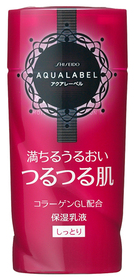 SHISEIDO
AQUALABEL
アクアレーベル
満ちるうるおい
つるつる肌
コラーゲンGL配合
保湿乳液
しっとり